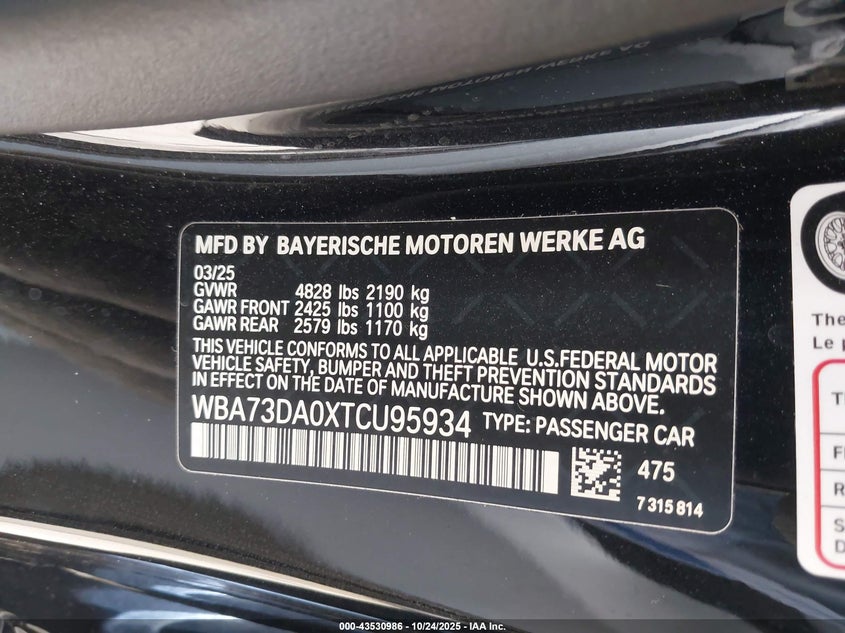 MFD BY BAYERISCHE MOTOREN WERKE AG
03/25
GVWR 4828 lbs 2190 kg
GAWR FRONT 2425 lbs 1100 kg
GAWR REAR 2579 lbs 1170 kg
THIS VEHICLE CONFORMS TO ALL APPLICABLE U.S.FEDERAL MOTOR
VEHICLE SAFETY, BUMPER AND THEFT PREVENTION STANDARDS
IN EFFECT ON THE DATE OF MANUFACTURE SHOWN ABOVE.
WBA73DA0XTCU95934 TYPE: PASSENGER CAR
475
7 315 814
The
Le p
000-43530986 - 10/24/2025 - IAA Inc.